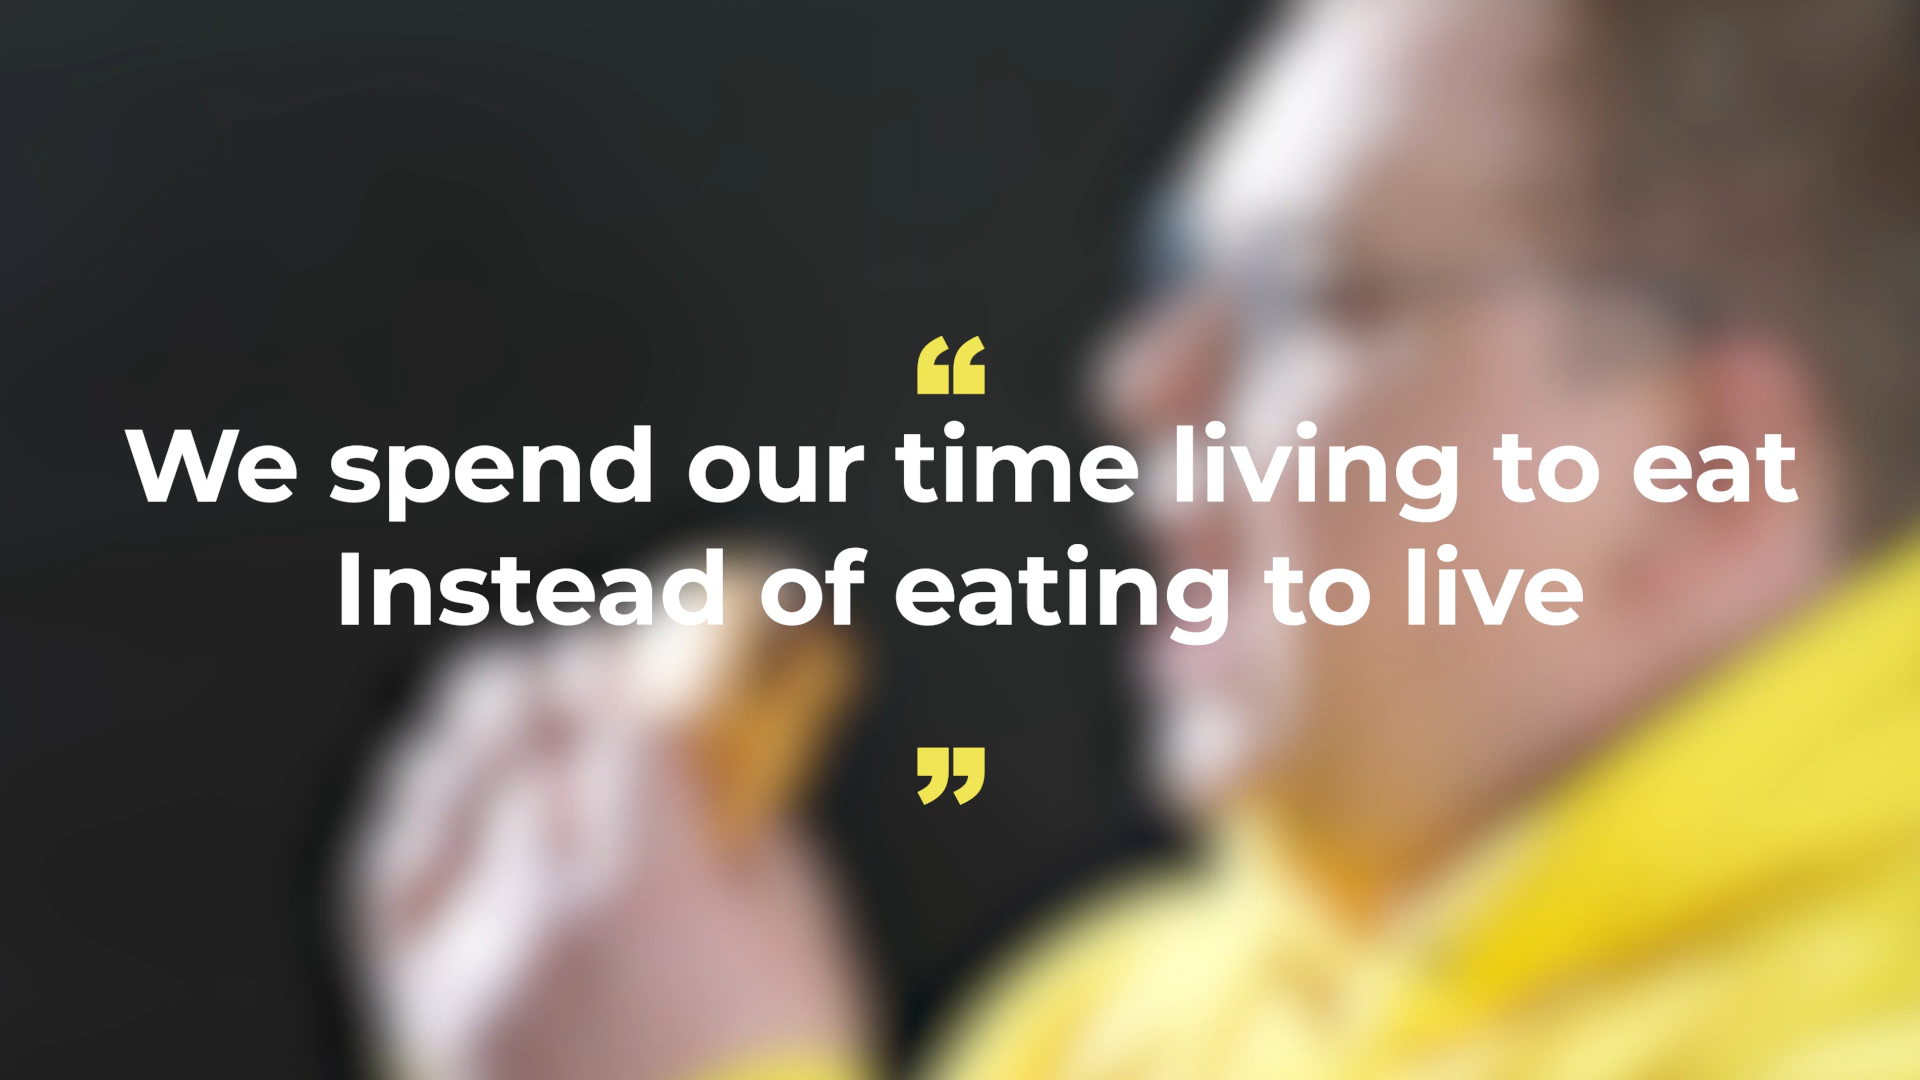 “
We spend our time living to eat
Instead of eating to live
”